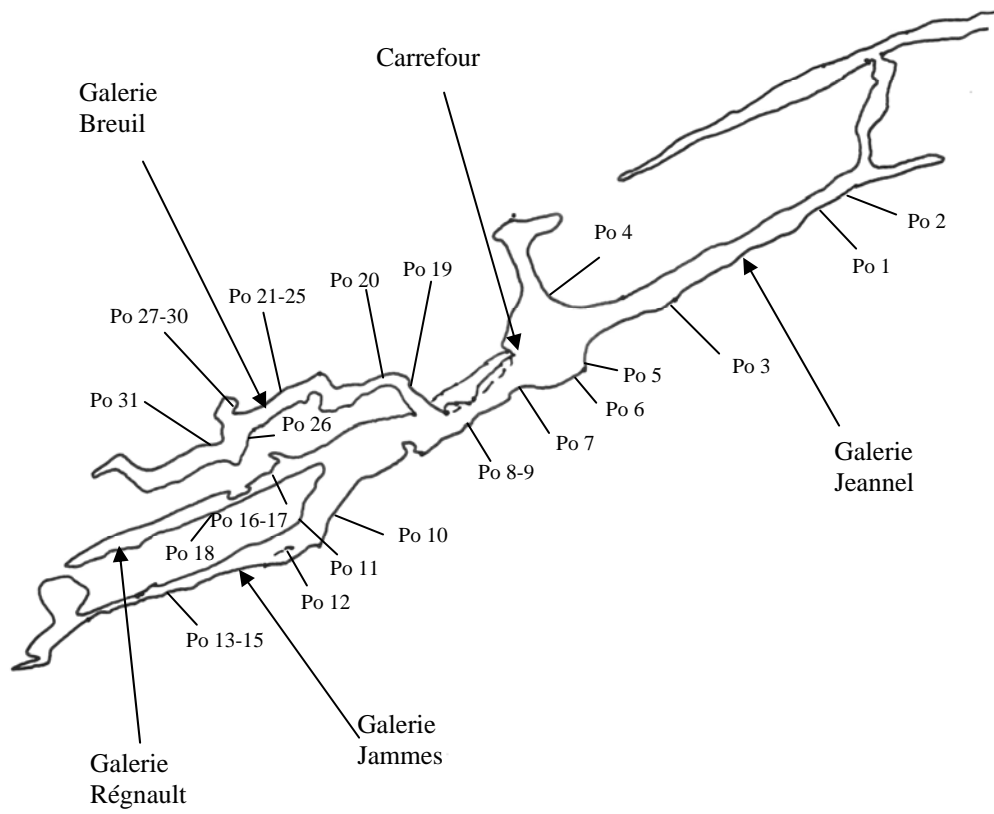 Carrefour
Galerie
Breuil
Po 4
Po 2
Po 1
Po 19
Po 20
Po 21-25
Po 27-30
Po 3
Po 5
Po 31
Po 6
Po 26
Po 7
Galerie
Jeannel
Po 8-9
Po 16-17
Po 10
Po 18
Po 11
Po 12
Po 13-15
Galerie
Jammes
Galerie
Régnault